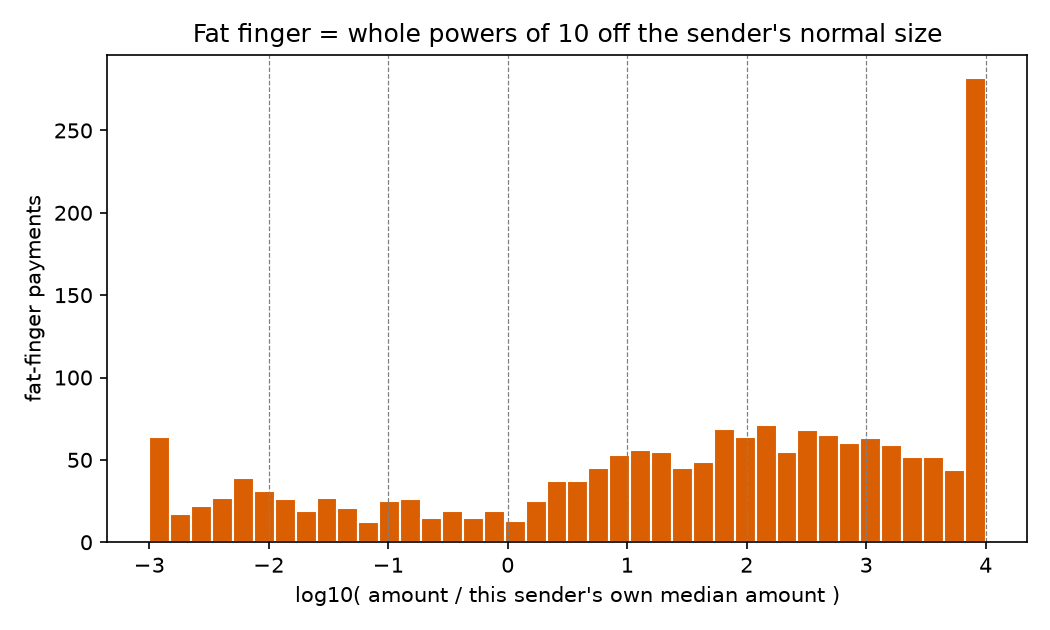 Fat finger = whole powers of 10 off the sender's normal size
fat-finger payments
250
200
150
100
50
0
−3 −2 −1 0 1 2 3 4
log10( amount / this sender's own median amount )